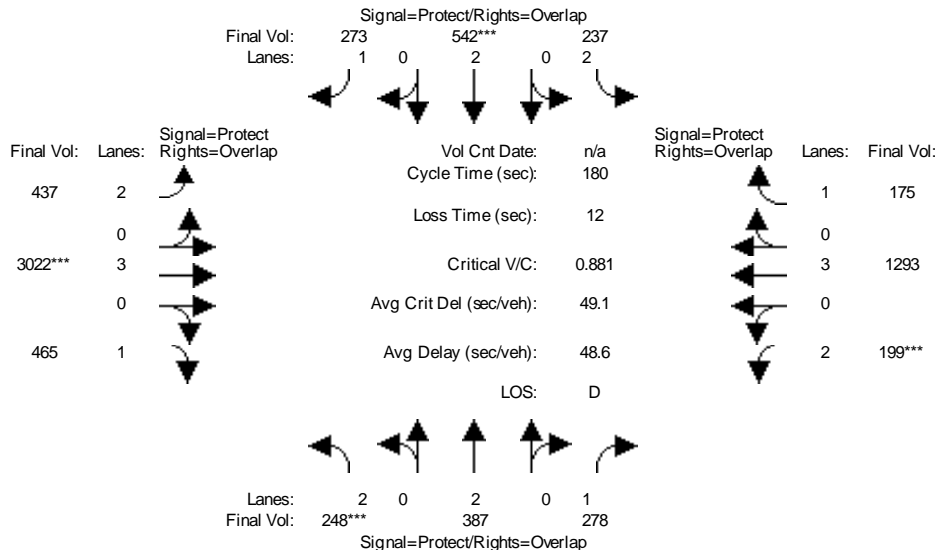 Signal=Protect/Rights=Overlap
Final Vol: 273 542*** 237
Lanes: 1 0 2 0 2
Signal=Protect
Final Vol: Lanes: Rights=Overlap
Vol Cnt Date: n/a
Signal=Protect
Rights=Overlap Lanes: Final Vol:
Cycle Time (sec): 180
437 2
1 175
Loss Time (sec): 12
0
0
3022*** 3
Critical V/C: 0.881
3 1293
0
Avg Crit Del (sec/veh): 49.1
0
465 1
Avg Delay (sec/veh): 48.6
2 199***
LOS: D
Lanes: 2 0 2 0 1
Final Vol: 248*** 387 278
Signal=Protect/Rights=Overlap